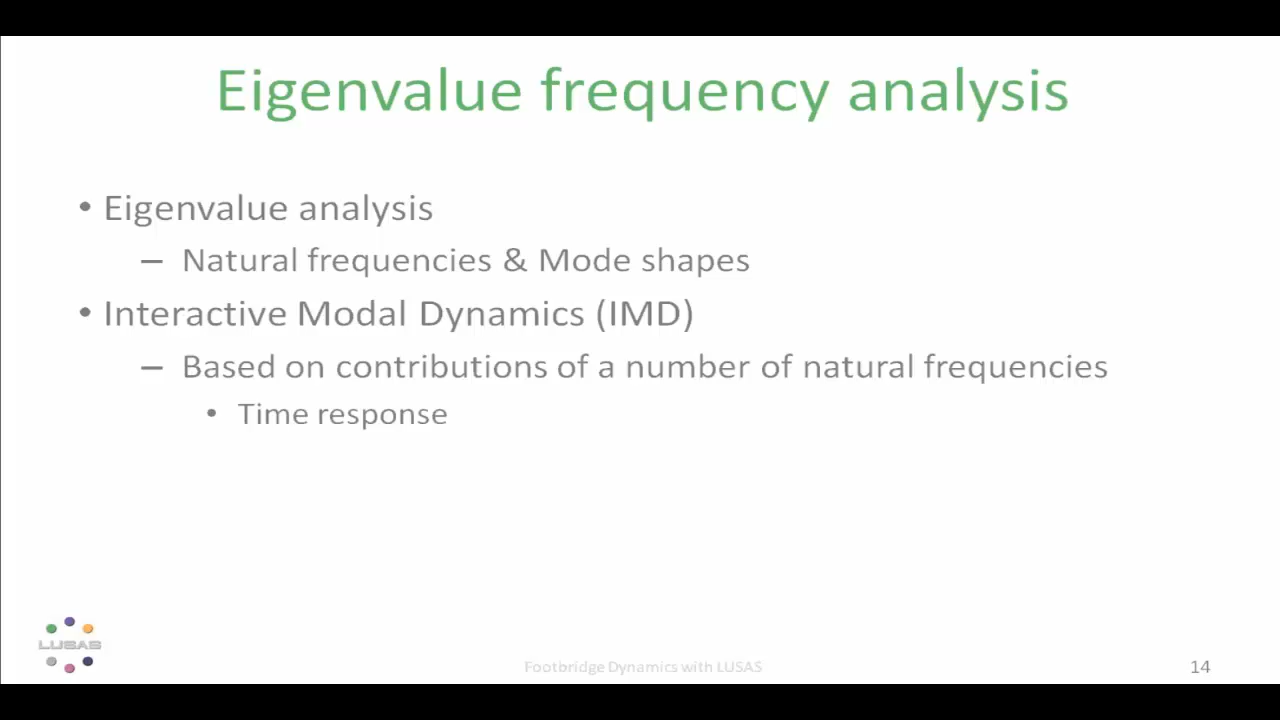 Eigenvalue frequency analysis
• Eigenvalue analysis
– Natural frequencies & Mode shapes
• Interactive Modal Dynamics (IMD)
– Based on contributions of a number of natural frequencies
• Time response
LUSAS
Footbridge Dynamics with LUSAS
14